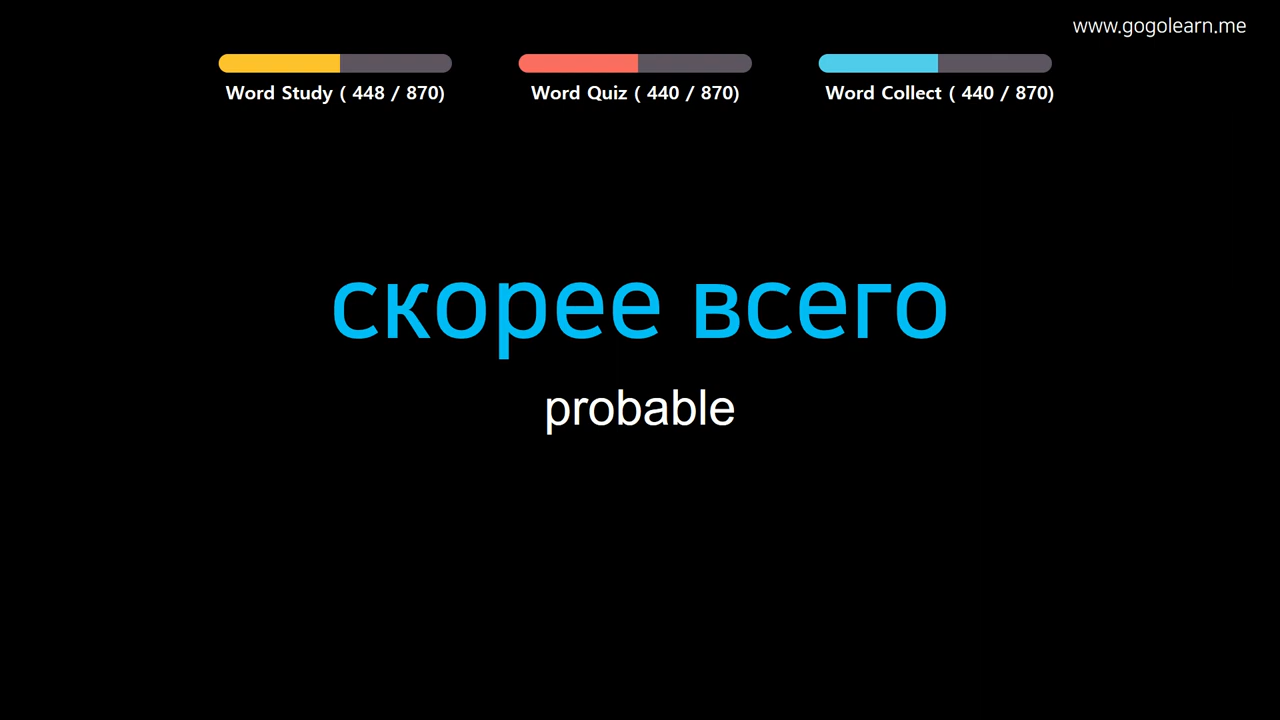 www.gogolearn.me
Word Study ( 448 / 870)
Word Quiz ( 440 / 870)
Word Collect ( 440 / 870)
скорее всего
probable